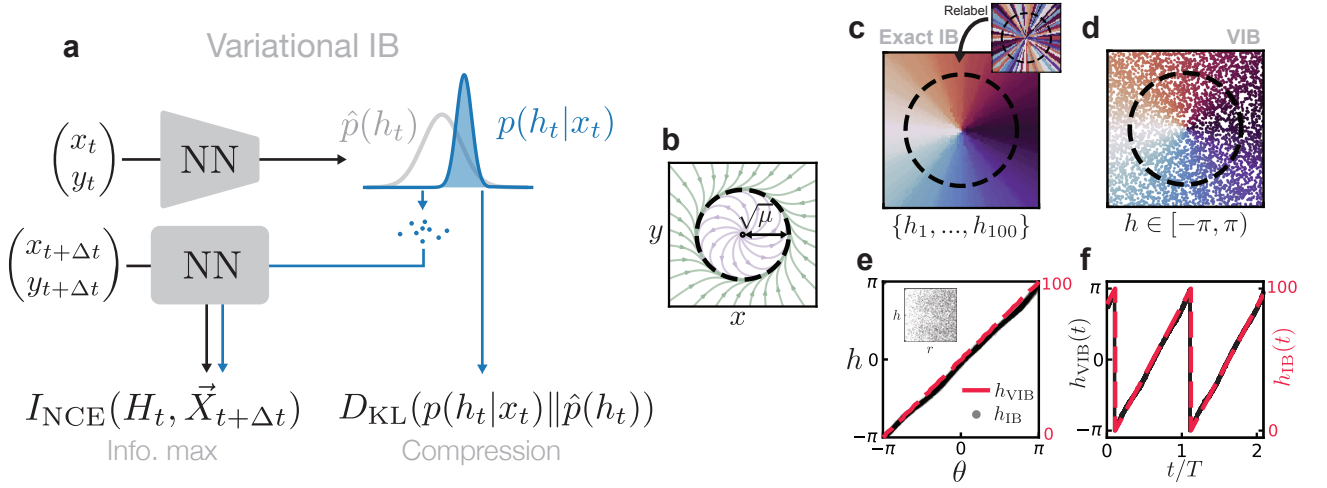 a
Variational IB
(x_t
y_t)
NN
p̂(h_t)
p(h_t|x_t)
(x_{t+Δt}
y_{t+Δt})
NN
I_NCE(H_t, X⃗_{t+Δt})
Info. max
D_KL(p(h_t|x_t)‖p̂(h_t))
Compression
b
√μ
y
x
c
Relabel
Exact IB
{h_1, ..., h_100}
d
VIB
h ∈ [−π, π)
e
π
100
h
r
h
0
h_VIB
h_IB
−π
0
−π
0
π
θ
f
π
100
h_VIB(t)
0
h_IB(t)
−π
0
0
1
2
t/T